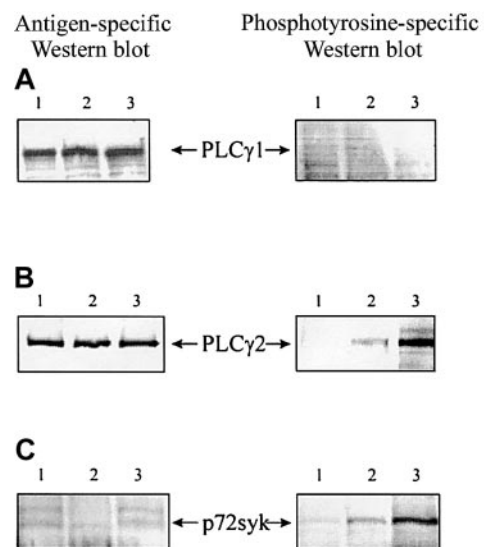 Antigen-specific
Western blot
Phosphotyrosine-specific
Western blot
A
1 2 3
1 2 3
PLCγ1
B
1 2 3
1 2 3
PLCγ2
C
1 2 3
1 2 3
p72syk